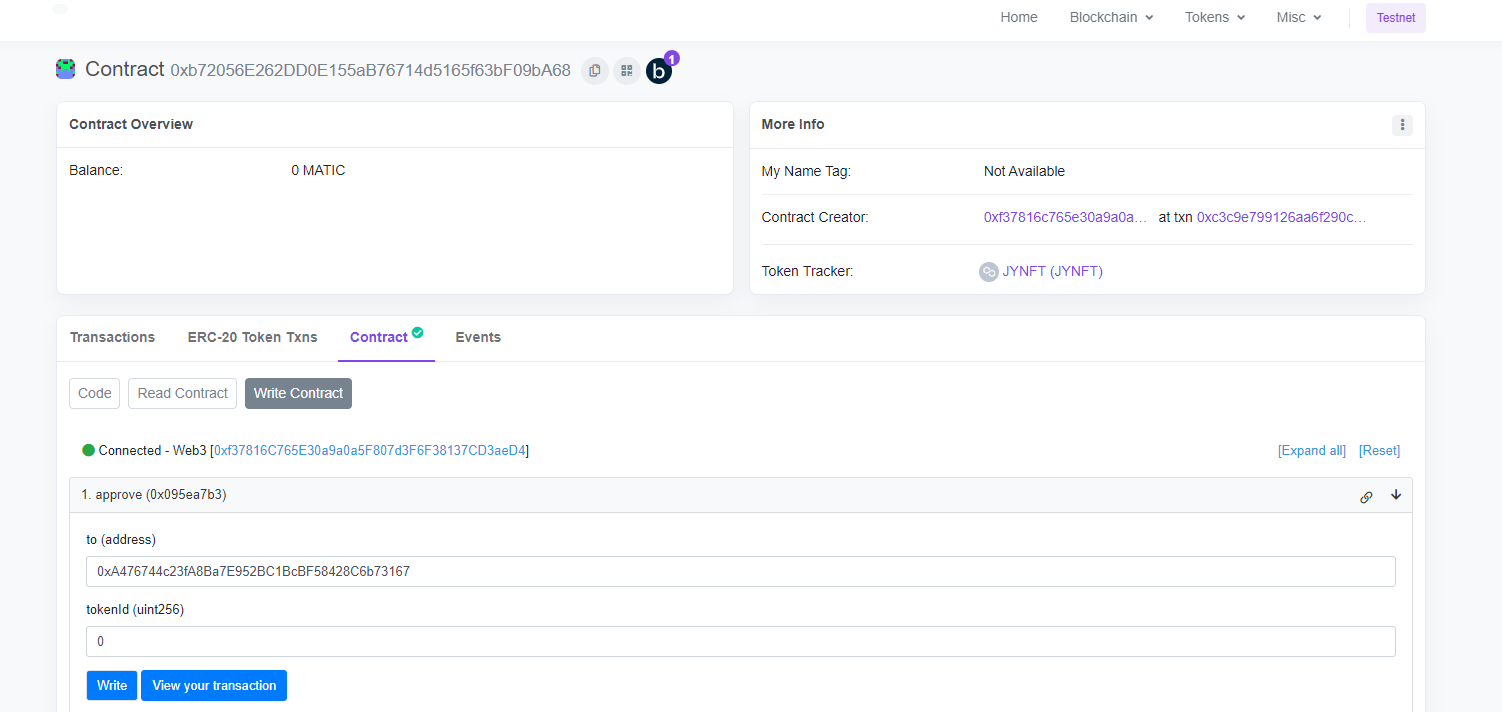 Home Blockchain Tokens Misc Testnet
Contract 0xb72056E262DD0E155aB76714d5165f63bF09bA68 b 1
Contract Overview
Balance: 0 MATIC
More Info
My Name Tag: Not Available
Contract Creator: 0xf37816c765e30a9a0a... at txn 0xc3c9e799126aa6f290c...
Token Tracker: JYNFT (JYNFT)
Transactions ERC-20 Token Txns Contract Events
Code Read Contract Write Contract
Connected - Web3 [0xf37816C765E30a9a0a5F807d3F6F38137CD3aeD4] [Expand all] [Reset]
1. approve (0x095ea7b3)
to (address)
0xA476744c23fA8Ba7E952BC1BcBF58428C6b73167
tokenId (uint256)
0
Write View your transaction